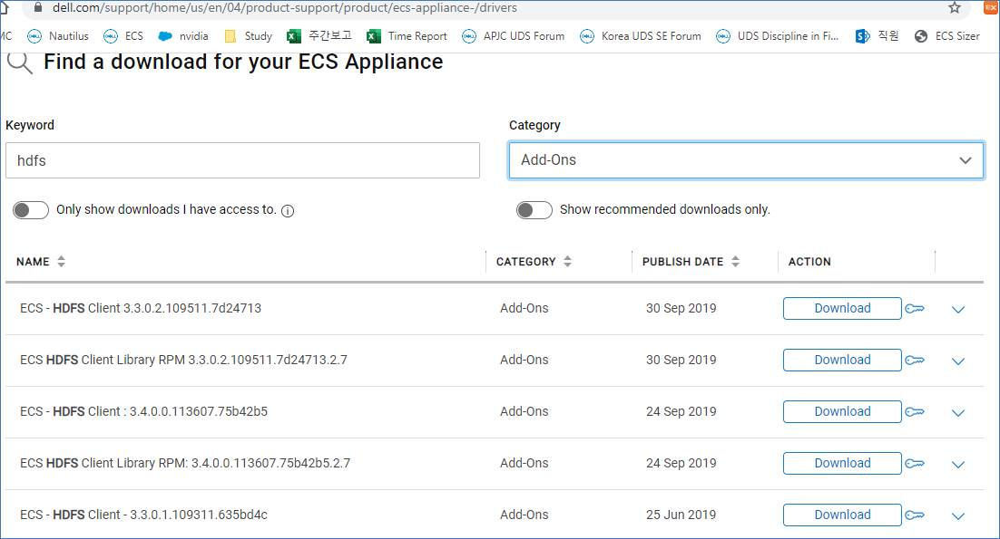 dell.com/support/home/us/en/04/product-support/product/ecs-appliance-/drivers
MC Nautilus ECS nvidia Study 주간보고 Time Report APJC UDS Forum Korea UDS SE Forum UDS Discipline in Fi... 직원 ECS Sizer
Find a download for your ECS Appliance
Keyword Category
hdfs Add-Ons
Only show downloads I have access to. Show recommended downloads only.
NAME CATEGORY PUBLISH DATE ACTION
ECS - HDFS Client 3.3.0.2.109511.7d24713 Add-Ons 30 Sep 2019 Download
ECS HDFS Client Library RPM 3.3.0.2.109511.7d24713.2.7 Add-Ons 30 Sep 2019 Download
ECS - HDFS Client : 3.4.0.0.113607.75b42b5 Add-Ons 24 Sep 2019 Download
ECS HDFS Client Library RPM: 3.4.0.0.113607.75b42b5.2.7 Add-Ons 24 Sep 2019 Download
ECS - HDFS Client - 3.3.0.1.109311.635bd4c Add-Ons 25 Jun 2019 Download